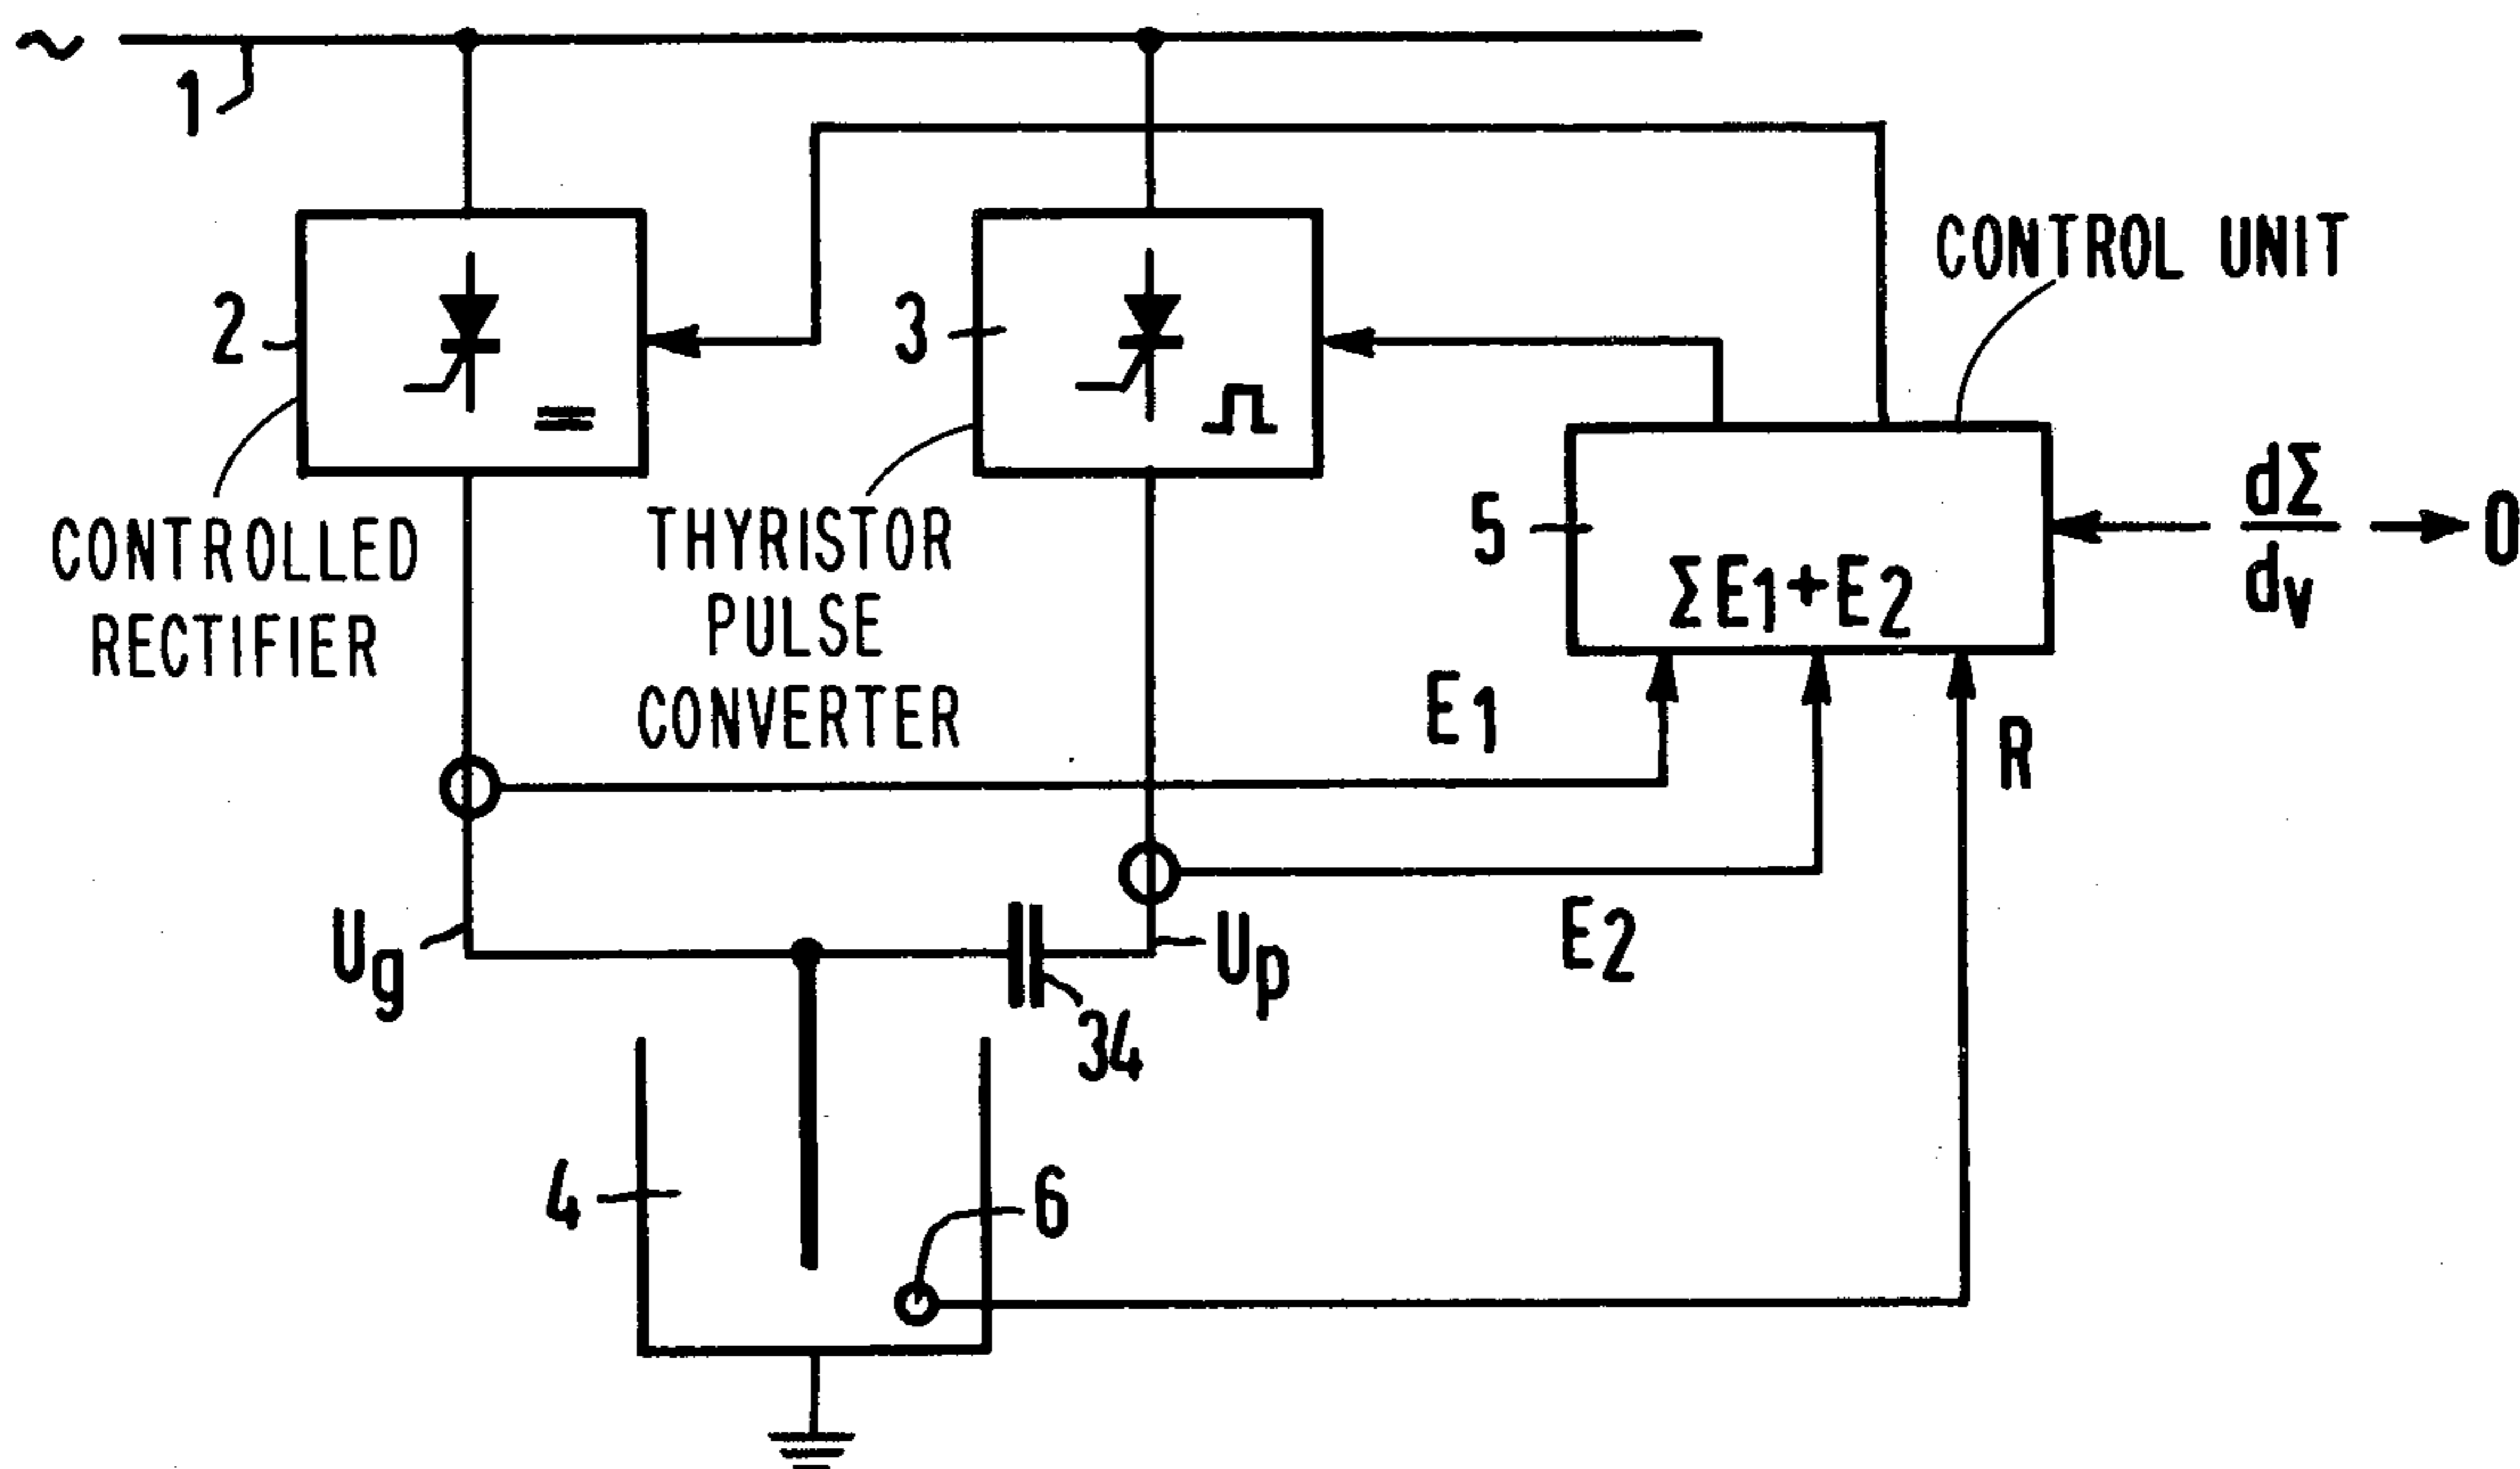 ~
1
CONTROL UNIT
2
3
CONTROLLED
RECTIFIER
THYRISTOR
PULSE
CONVERTER
5
ΣE1+E2
dΣ
dv
0
E1
R
Ug
Up
E2
34
4
6